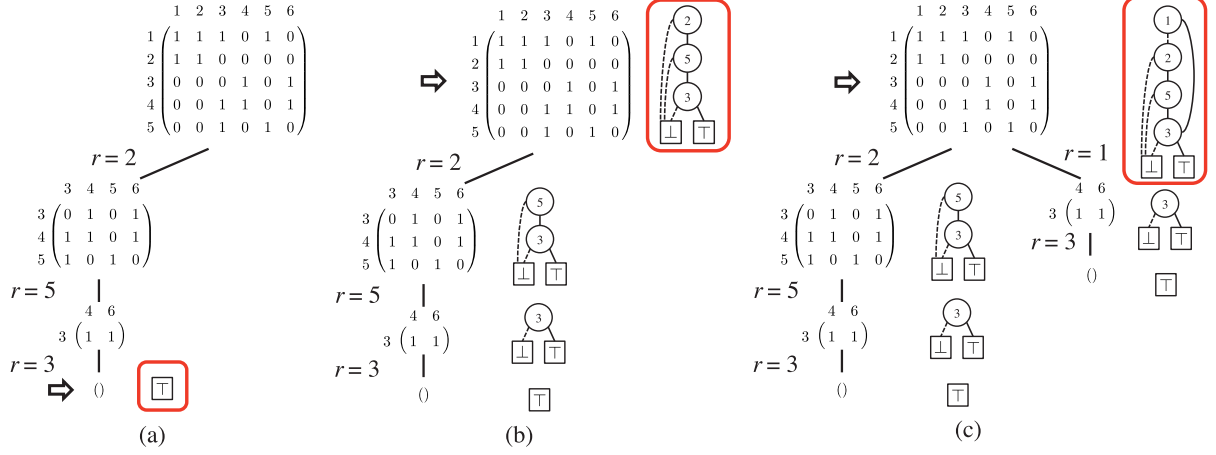 1 2 3 4 5 6
1 1 1 1 0 1 0
2 1 1 0 0 0 0
3 0 0 0 1 0 1
4 0 0 1 1 0 1
5 0 0 1 0 1 0
r = 2
3 4 5 6
3 0 1 0 1
4 1 1 0 1
5 1 0 1 0
r = 5
4 6
3 (1 1)
r = 3
()
⊤
(a)
1 2 3 4 5 6
1 1 1 1 0 1 0
2 1 1 0 0 0 0
3 0 0 0 1 0 1
4 0 0 1 1 0 1
5 0 0 1 0 1 0
2
5
3
⊥ ⊤
r = 2
3 4 5 6
3 0 1 0 1
4 1 1 0 1
5 1 0 1 0
5
3
⊥ ⊤
r = 5
4 6
3 (1 1)
3
⊥ ⊤
r = 3
()
⊤
(b)
1 2 3 4 5 6
1 1 1 1 0 1 0
2 1 1 0 0 0 0
3 0 0 0 1 0 1
4 0 0 1 1 0 1
5 0 0 1 0 1 0
1
2
5
3
⊥ ⊤
r = 2
3 4 5 6
3 0 1 0 1
4 1 1 0 1
5 1 0 1 0
5
3
⊥ ⊤
r = 1
4 6
3 (1 1)
3
⊥ ⊤
r = 3
()
⊤
r = 5
4 6
3 (1 1)
3
⊥ ⊤
r = 3
()
⊤
(c)